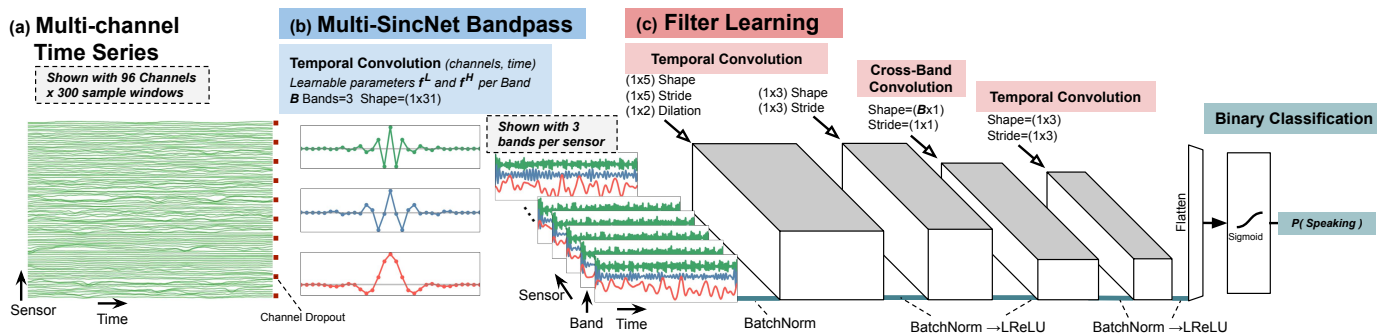 (a) Multi-channel
Time Series
Shown with 96 Channels
x 300 sample windows
Sensor
Time
Channel Dropout
(b) Multi-SincNet Bandpass
Temporal Convolution (channels, time)
Learnable parameters f^L and f^H per Band
B Bands=3 Shape=(1x31)
Shown with 3
bands per sensor
Sensor
Band
Time
(c) Filter Learning
Temporal Convolution
(1x5) Shape
(1x5) Stride
(1x2) Dilation
(1x3) Shape
(1x3) Stride
Cross-Band
Convolution
Shape=(Bx1)
Stride=(1x1)
Temporal Convolution
Shape=(1x3)
Stride=(1x3)
BatchNorm
BatchNorm →LReLU
BatchNorm →LReLU
Flatten
Binary Classification
Sigmoid
P( Speaking )